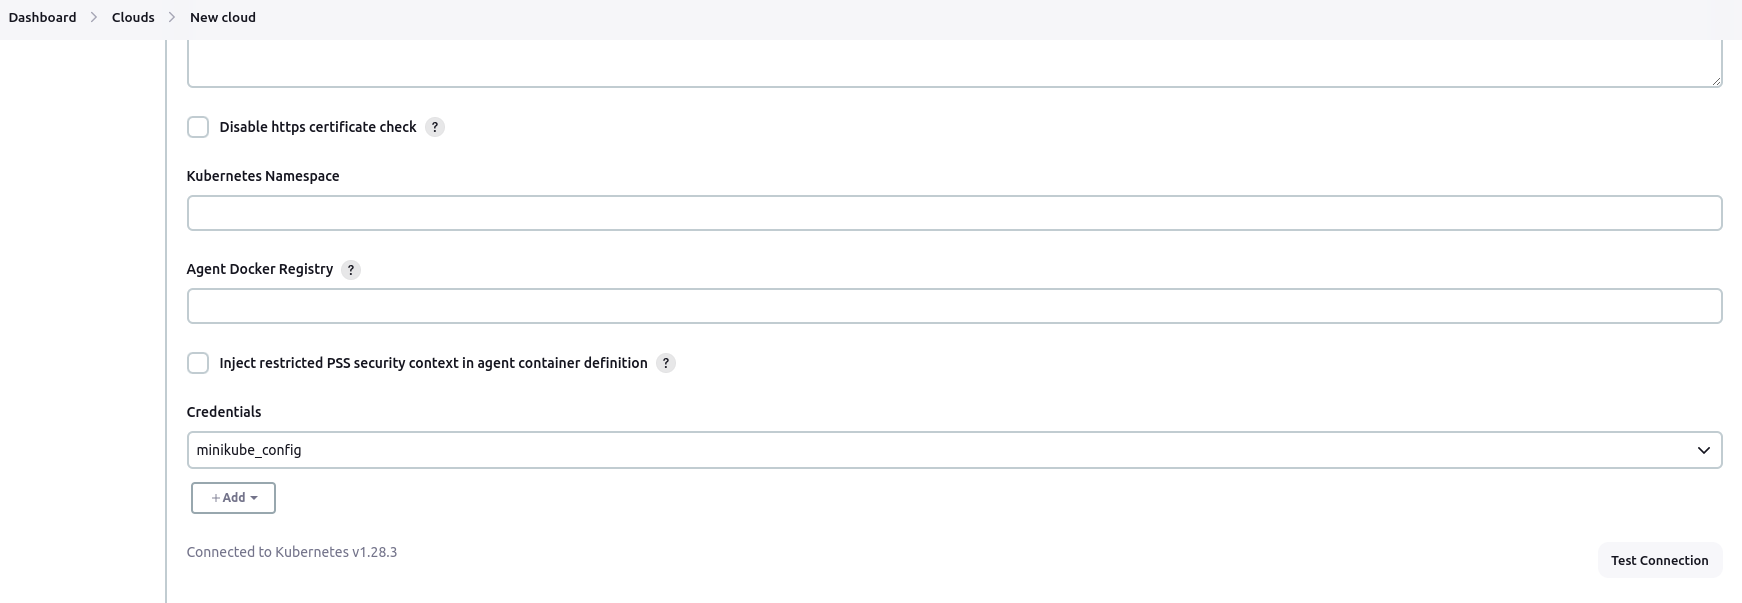 Dashboard > Clouds > New cloud
Disable https certificate check ?
Kubernetes Namespace
Agent Docker Registry ?
Inject restricted PSS security context in agent container definition ?
Credentials
minikube_config
+ Add
Connected to Kubernetes v1.28.3
Test Connection